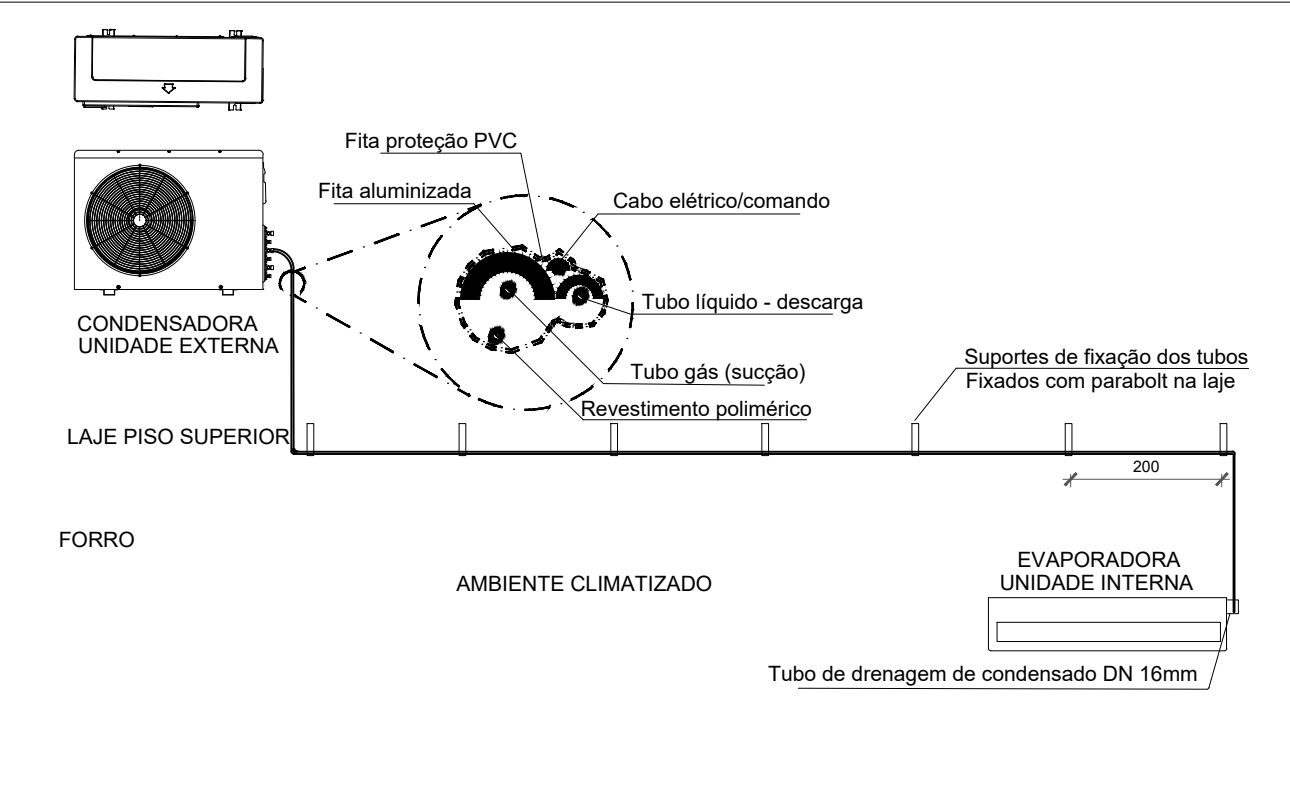 Fita proteção PVC
Fita aluminizada
Cabo elétrico/comando
Tubo líquido - descarga
CONDENSADORA
UNIDADE EXTERNA
Tubo gás (sucção)
Revestimento polimérico
Suportes de fixação dos tubos
Fixados com parabolt na laje
LAJE PISO SUPERIOR
200
FORRO
AMBIENTE CLIMATIZADO
EVAPORADORA
UNIDADE INTERNA
Tubo de drenagem de condensado DN 16mm